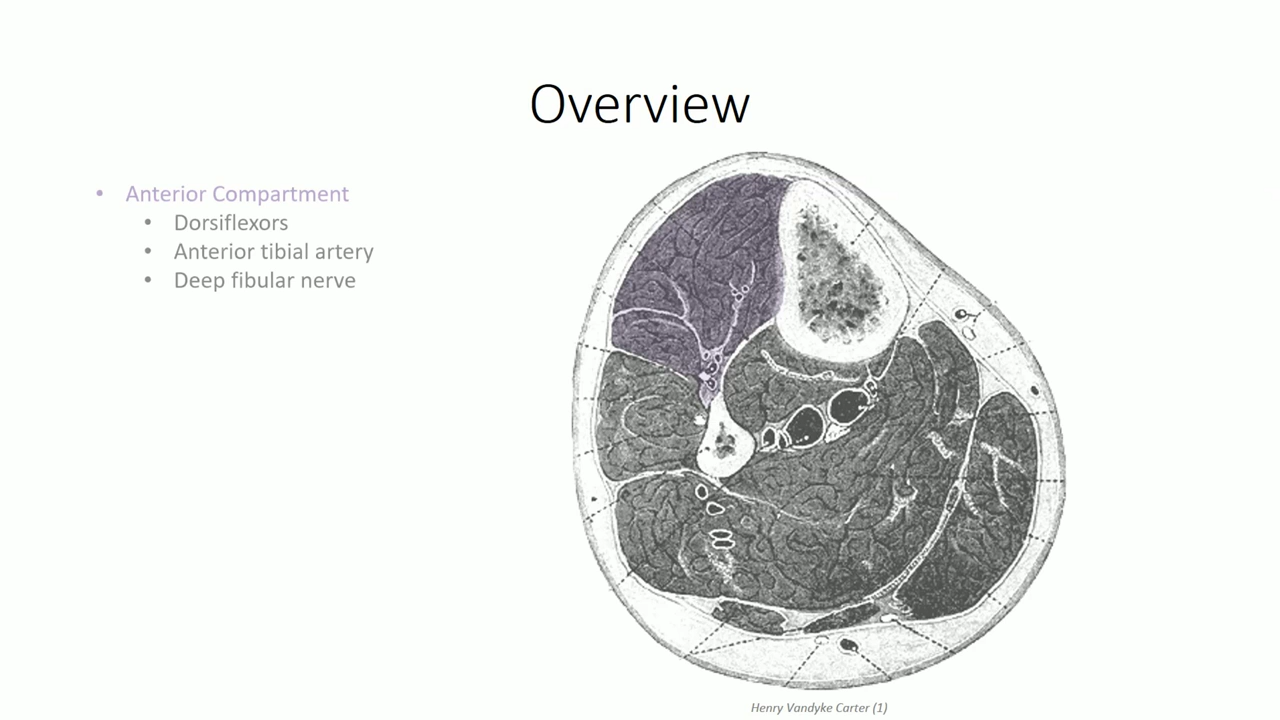 Overview
• Anterior Compartment
• Dorsiflexors
• Anterior tibial artery
• Deep fibular nerve
Henry Vandyke Carter (1)